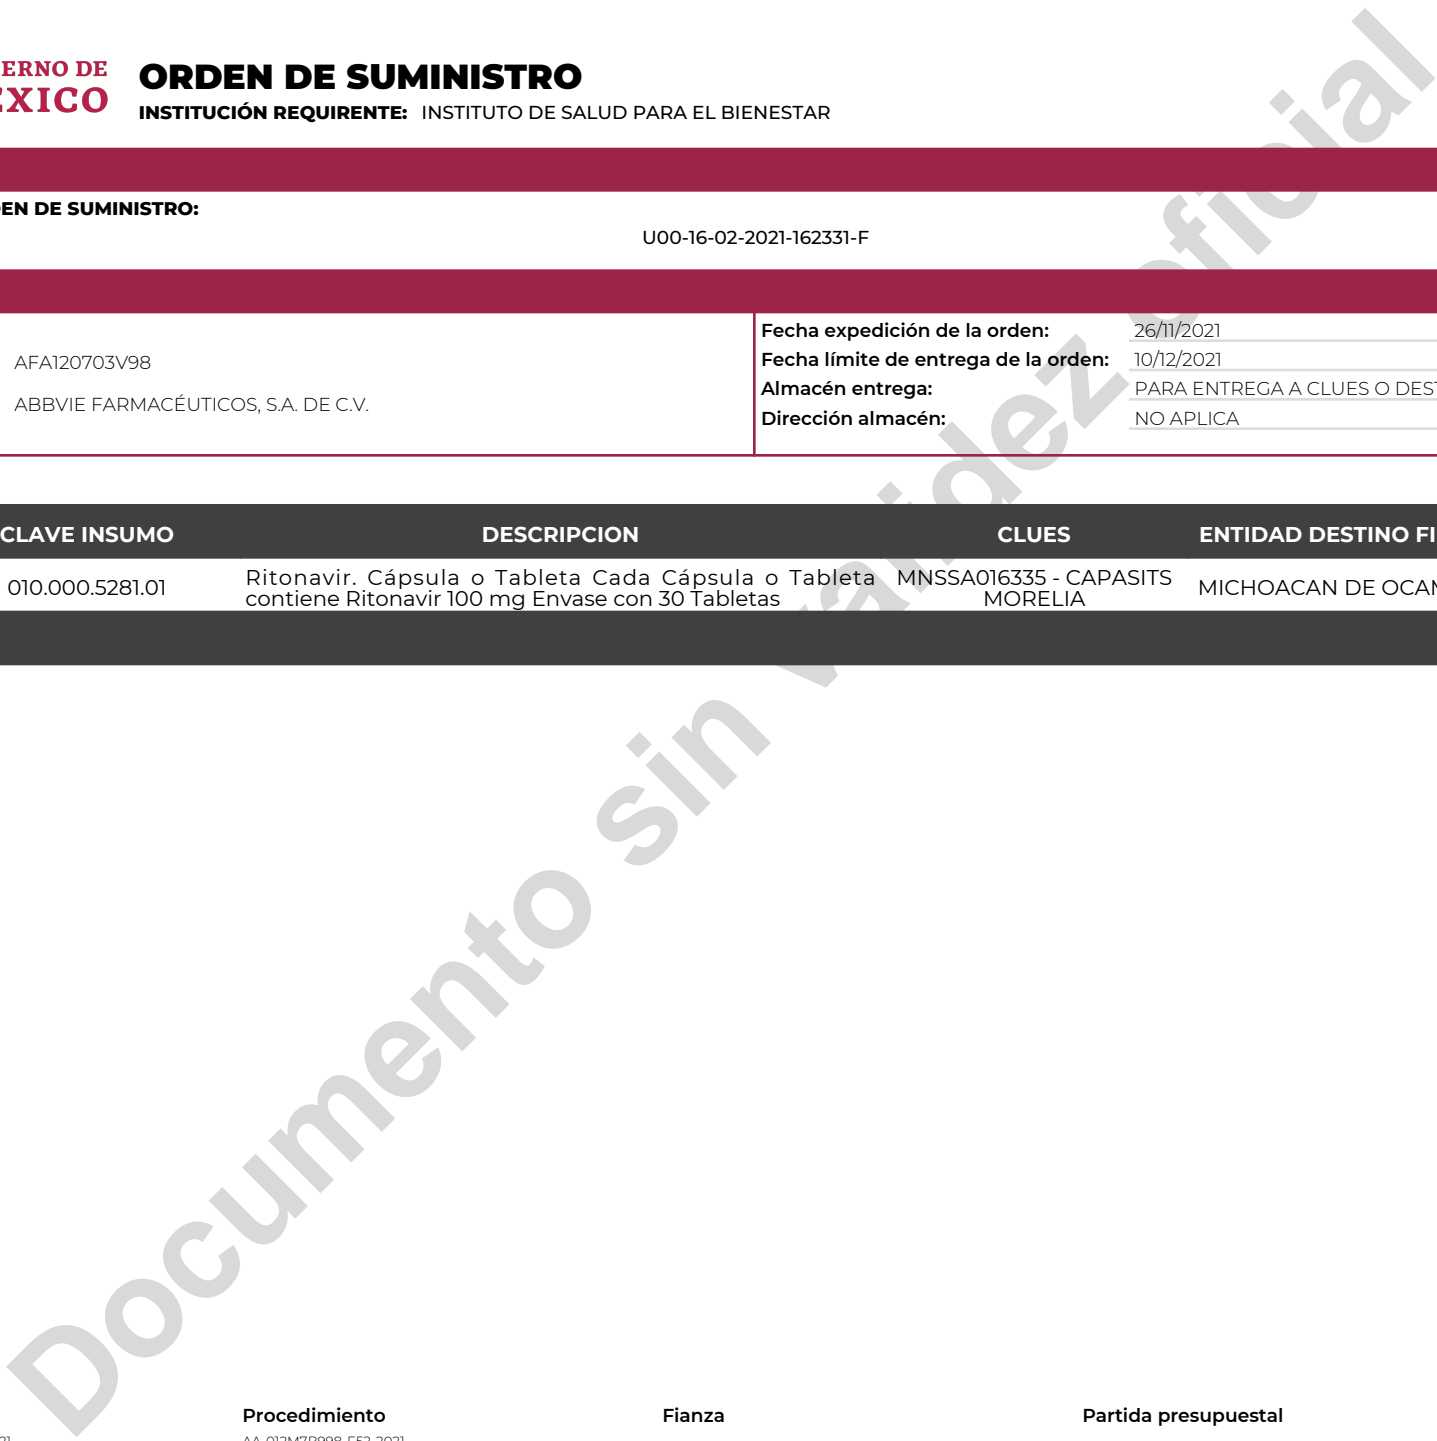 ERNO DE
EXICO
ORDEN DE SUMINISTRO
INSTITUCIÓN REQUIRENTE: INSTITUTO DE SALUD PARA EL BIENESTAR
EN DE SUMINISTRO:
U00-16-02-2021-162331-F
AFA120703V98
ABBVIE FARMACÉUTICOS, S.A. DE C.V.
Fecha expedición de la orden: 26/11/2021
Fecha límite de entrega de la orden: 10/12/2021
Almacén entrega: PARA ENTREGA A CLUES O DEST
Dirección almacén: NO APLICA
CLAVE INSUMO DESCRIPCION CLUES ENTIDAD DESTINO FI
010.000.5281.01
Ritonavir. Cápsula o Tableta Cada Cápsula o Tableta
contiene Ritonavir 100 mg Envase con 30 Tabletas
MNSSA016335 - CAPASITS
MORELIA
MICHOACAN DE OCAM
Documento sin validez oficial
Procedimiento Fianza Partida presupuestal